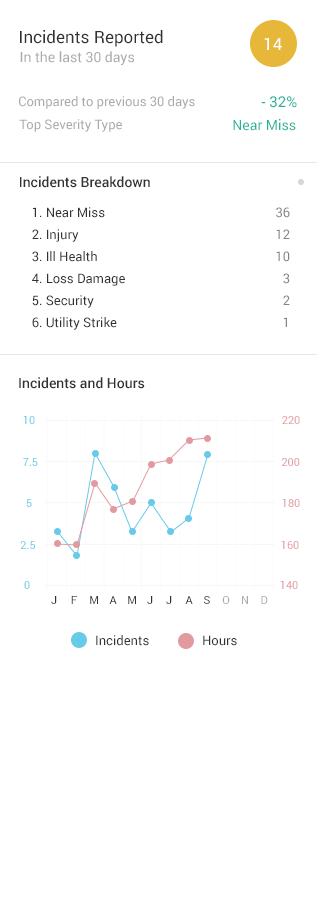 Incidents Reported
14
In the last 30 days
Compared to previous 30 days - 32%
Top Severity Type Near Miss
Incidents Breakdown
1. Near Miss 36
2. Injury 12
3. Ill Health 10
4. Loss Damage 3
5. Security 2
6. Utility Strike 1
Incidents and Hours
10 220
7.5 200
5 180
2.5 160
0 140
J F M A M J J A S O N D
Incidents Hours